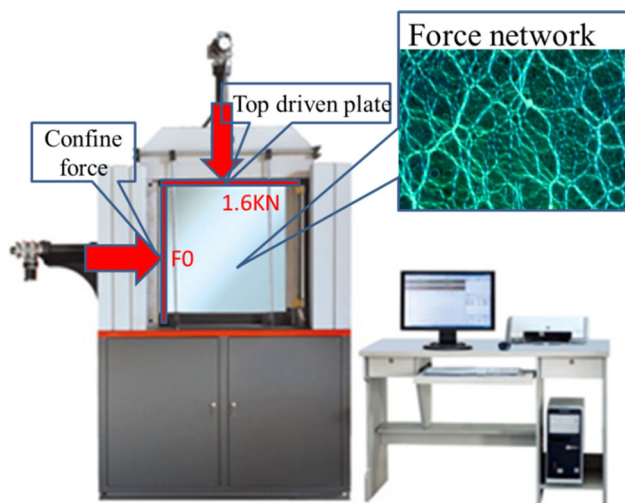 Force network
Top driven plate
Confine
force
1.6KN
F0